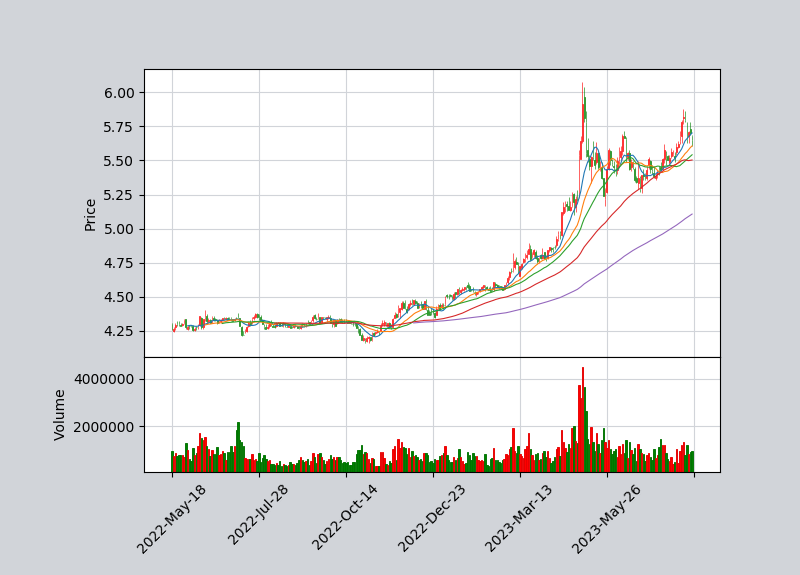 6.00
5.75
5.50
5.25
5.00
4.75
4.50
4.25
Price
4000000
2000000
Volume
2022-May-18
2022-Jul-28
2022-Oct-14
2022-Dec-23
2023-Mar-13
2023-May-26